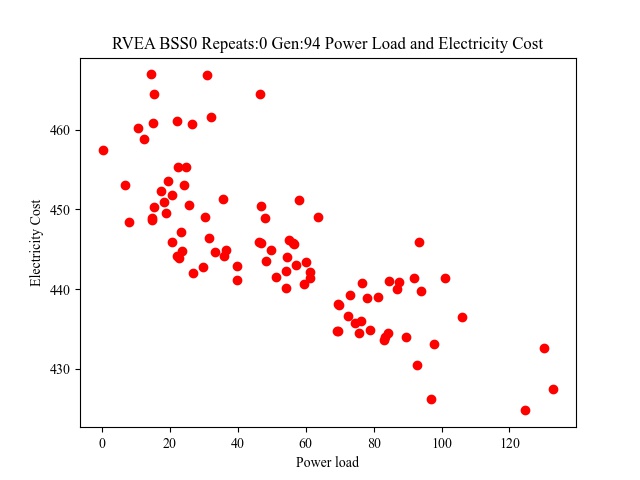 RVEA BSS0 Repeats:0 Gen:94 Power Load and Electricity Cost
460
450
440
430
Electricity Cost
0 20 40 60 80 100 120
Power load